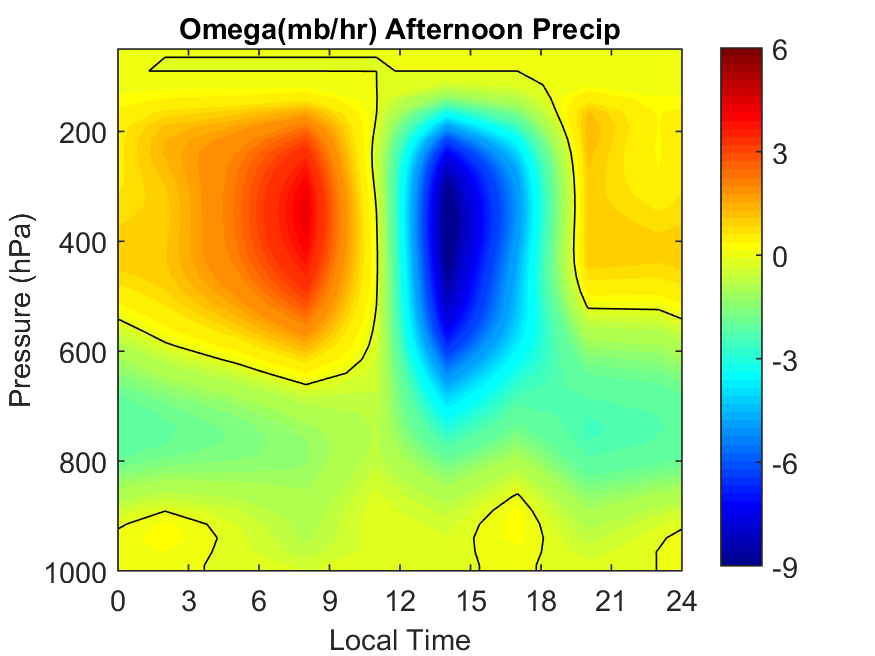 Omega(mb/hr) Afternoon Precip
6
3
0
-3
-6
-9
Pressure (hPa)
200
400
600
800
1000
0 3 6 9 12 15 18 21 24
Local Time